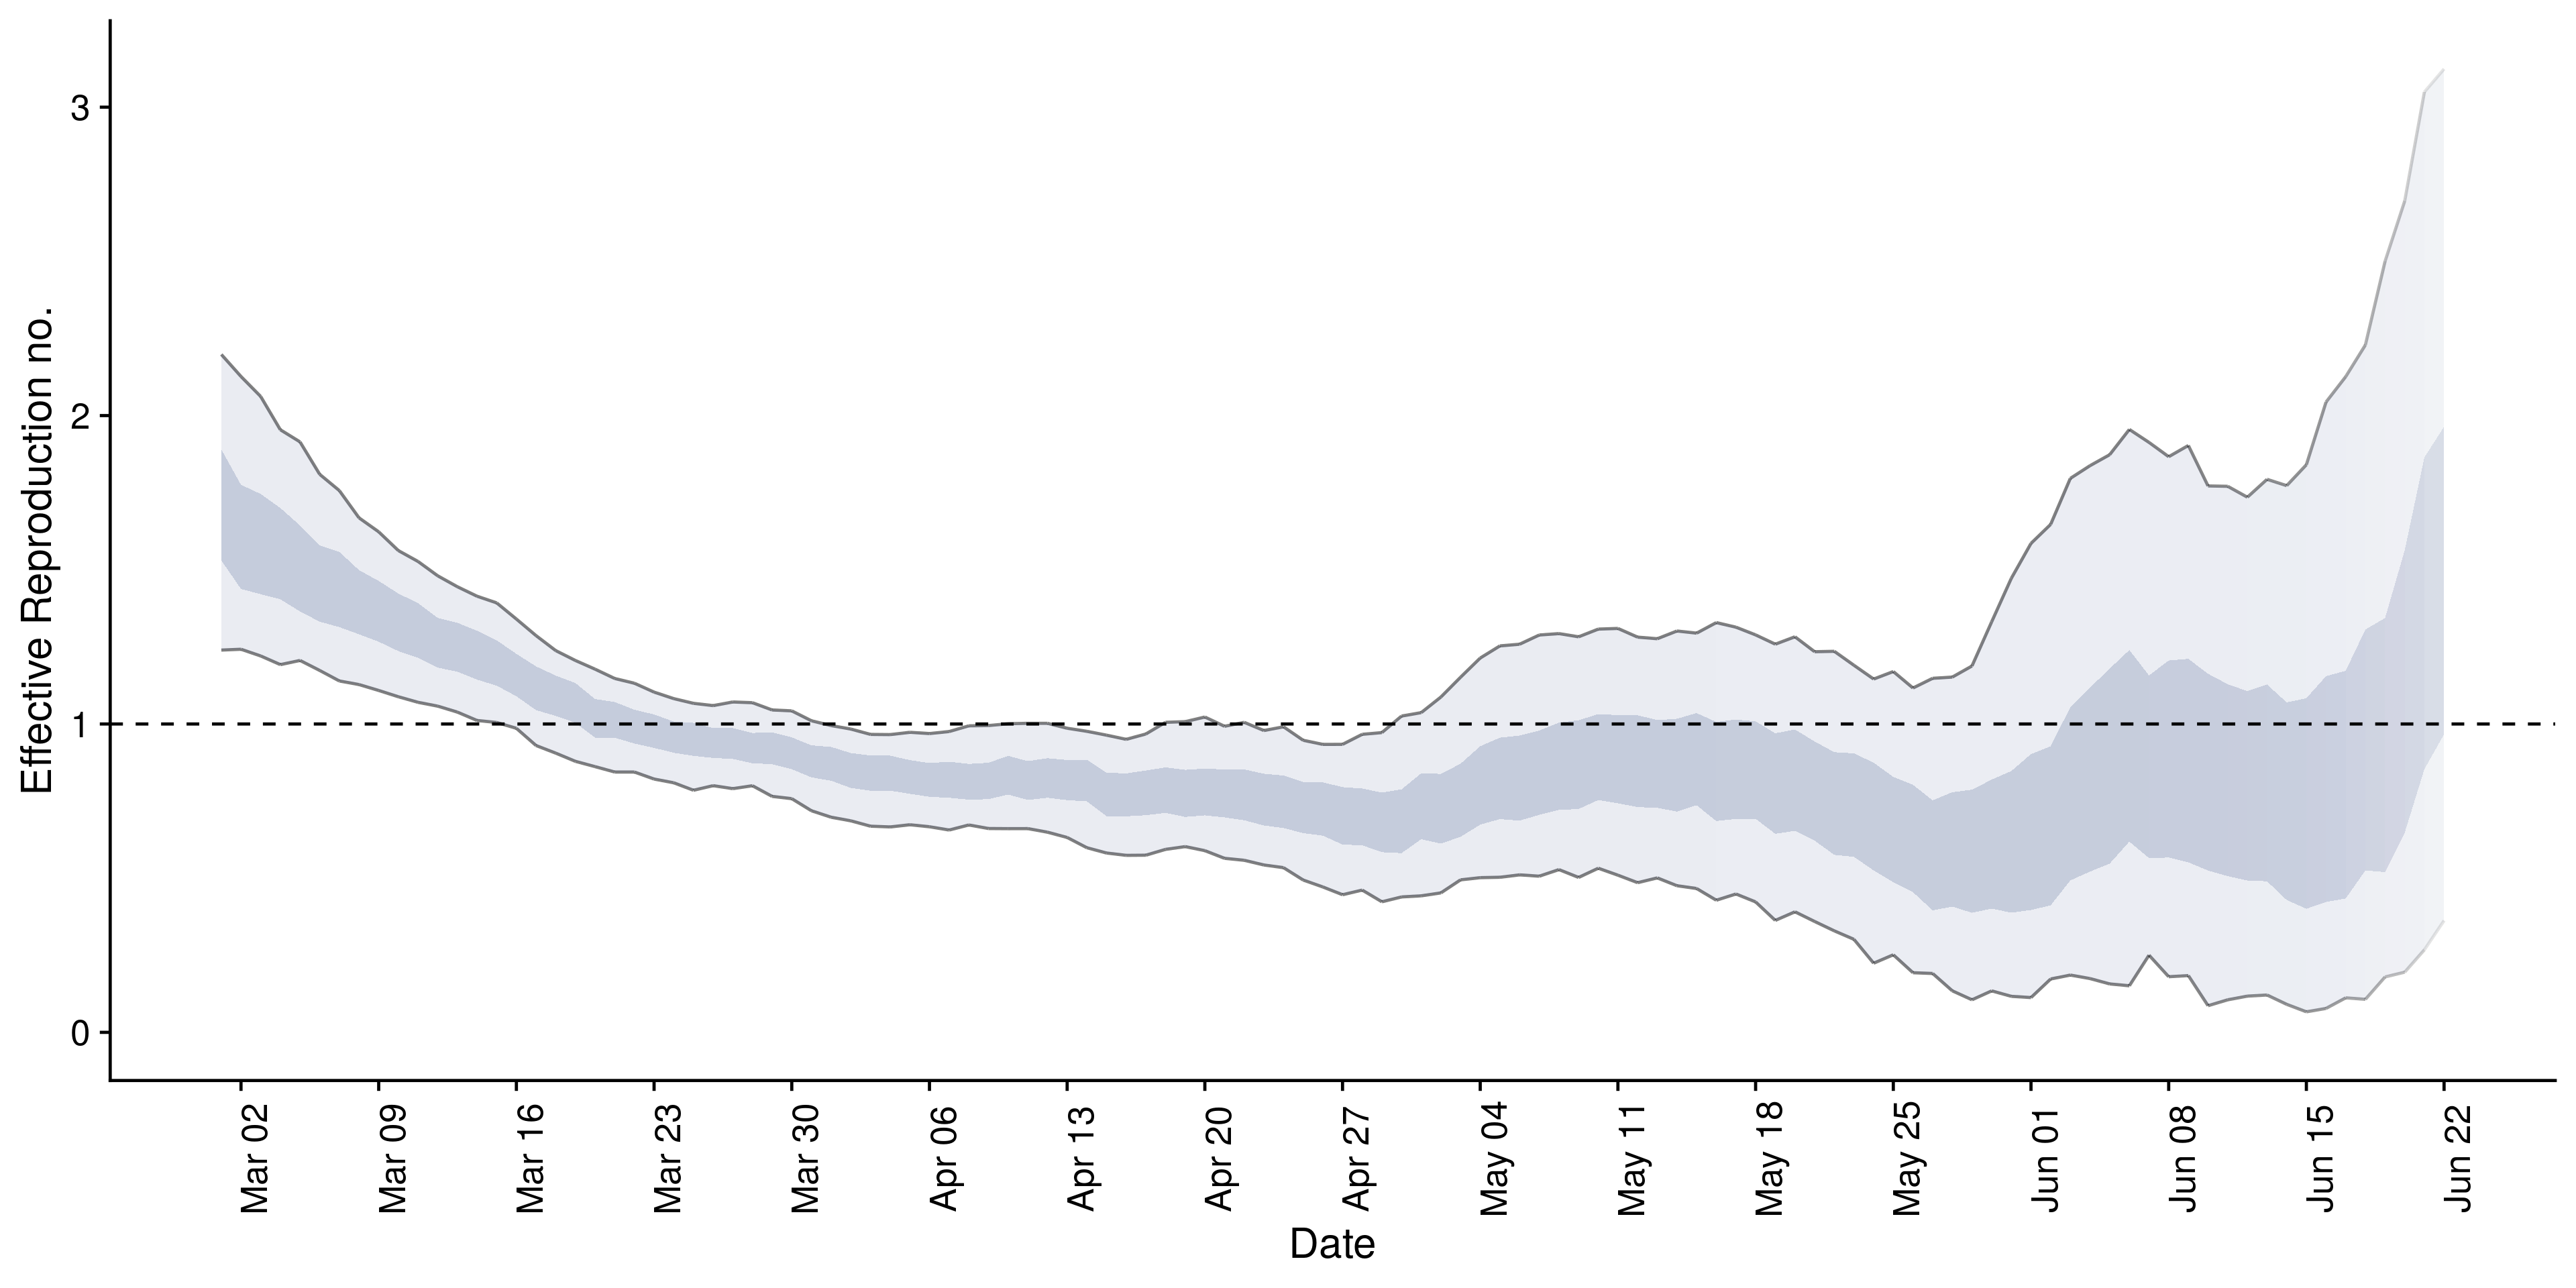 Effective Reproduction no.
3
2
1
0
Mar 02
Mar 09
Mar 16
Mar 23
Mar 30
Apr 06
Apr 13
Apr 20
Apr 27
May 04
May 11
May 18
May 25
Jun 01
Jun 08
Jun 15
Jun 22
Date